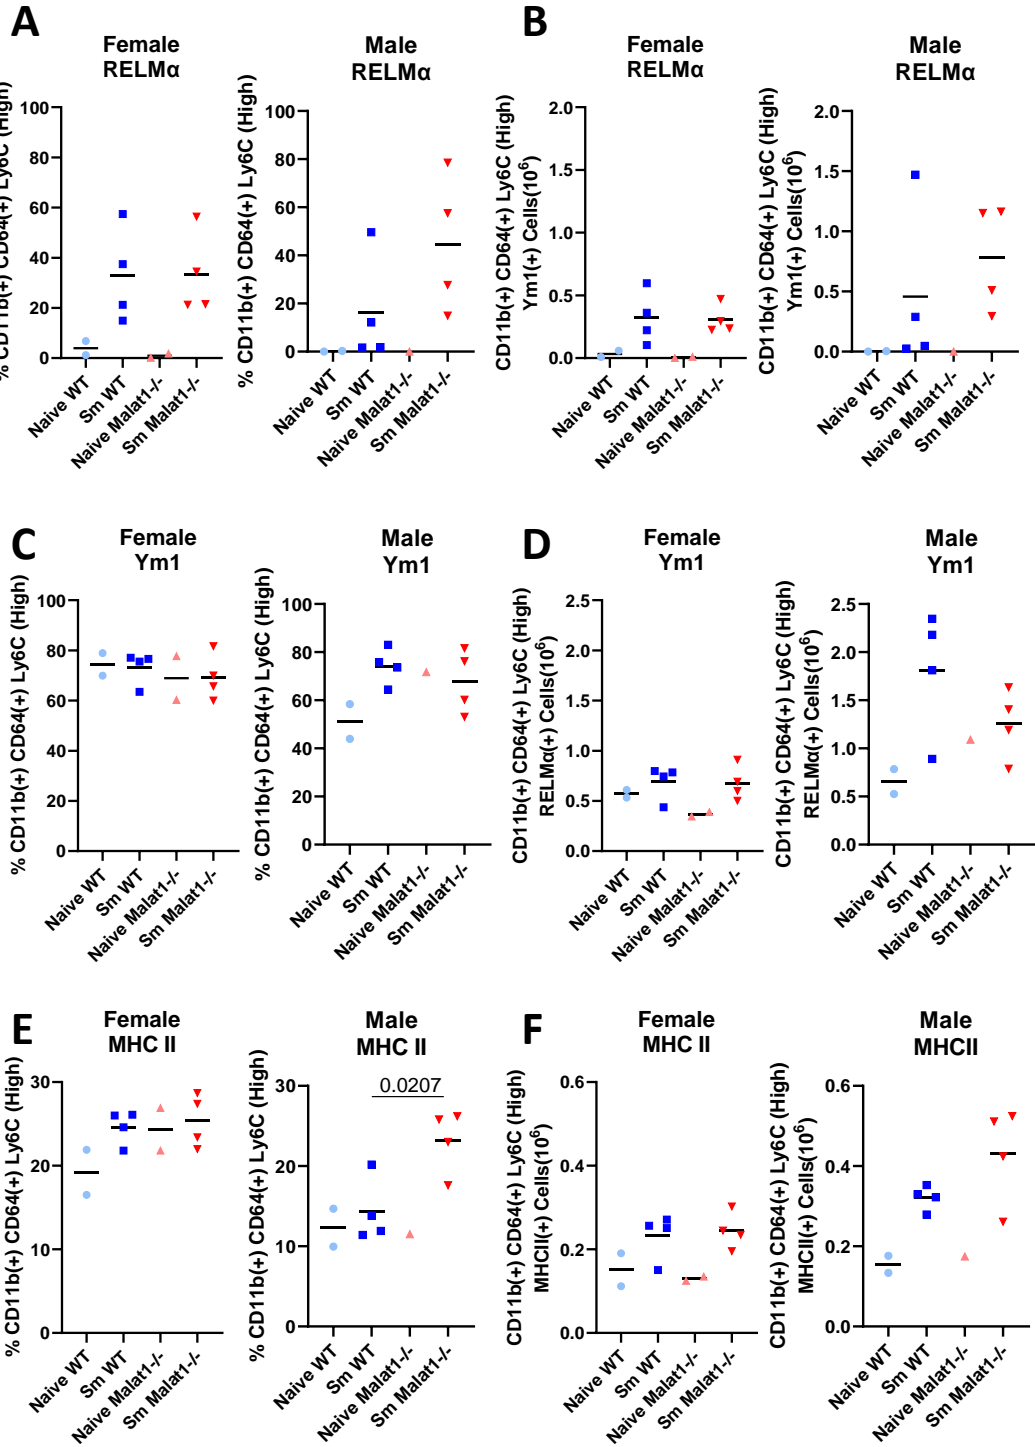 A
Female
RELMα
% CD11b(+) CD64(+) Ly6C (High)
100
80
60
40
20
0
Naive WT
Sm WT
Naive Malat1-/-
Sm Malat1-/-
Male
RELMα
% CD11b(+) CD64(+) Ly6C (High)
100
80
60
40
20
0
Naive WT
Sm WT
Naive Malat1-/-
Sm Malat1-/-
B
Female
RELMα
CD11b(+) CD64(+) Ly6C (High)
Ym1(+) Cells(10⁶)
2.0
1.5
1.0
0.5
0.0
Naive WT
Sm WT
Naive Malat1-/-
Sm Malat1-/-
Male
RELMα
CD11b(+) CD64(+) Ly6C (High)
Ym1(+) Cells(10⁶)
2.0
1.5
1.0
0.5
0.0
Naive WT
Sm WT
Naive Malat1-/-
Sm Malat1-/-
C
Female
Ym1
% CD11b(+) CD64(+) Ly6C (High)
100
80
60
40
20
0
Naive WT
Sm WT
Naive Malat1-/-
Sm Malat1-/-
Male
Ym1
% CD11b(+) CD64(+) Ly6C (High)
100
80
60
40
20
0
Naive WT
Sm WT
Naive Malat1-/-
Sm Malat1-/-
D
Female
Ym1
CD11b(+) CD64(+) Ly6C (High)
RELMα(+) Cells(10⁶)
2.5
2.0
1.5
1.0
0.5
0.0
Naive WT
Sm WT
Naive Malat1-/-
Sm Malat1-/-
Male
Ym1
CD11b(+) CD64(+) Ly6C (High)
RELMα(+) Cells(10⁶)
2.5
2.0
1.5
1.0
0.5
0.0
Naive WT
Sm WT
Naive Malat1-/-
Sm Malat1-/-
E
Female
MHC II
% CD11b(+) CD64(+) Ly6C (High)
30
20
10
0
Naive WT
Sm WT
Naive Malat1-/-
Sm Malat1-/-
Male
MHC II
% CD11b(+) CD64(+) Ly6C (High)
30
20
10
0
0.0207
Naive WT
Sm WT
Naive Malat1-/-
Sm Malat1-/-
F
Female
MHC II
CD11b(+) CD64(+) Ly6C (High)
MHCII(+) Cells(10⁶)
0.6
0.4
0.2
0.0
Naive WT
Sm WT
Naive Malat1-/-
Sm Malat1-/-
Male
MHCII
CD11b(+) CD64(+) Ly6C (High)
MHCII(+) Cells(10⁶)
0.6
0.4
0.2
0.0
Naive WT
Sm WT
Naive Malat1-/-
Sm Malat1-/-